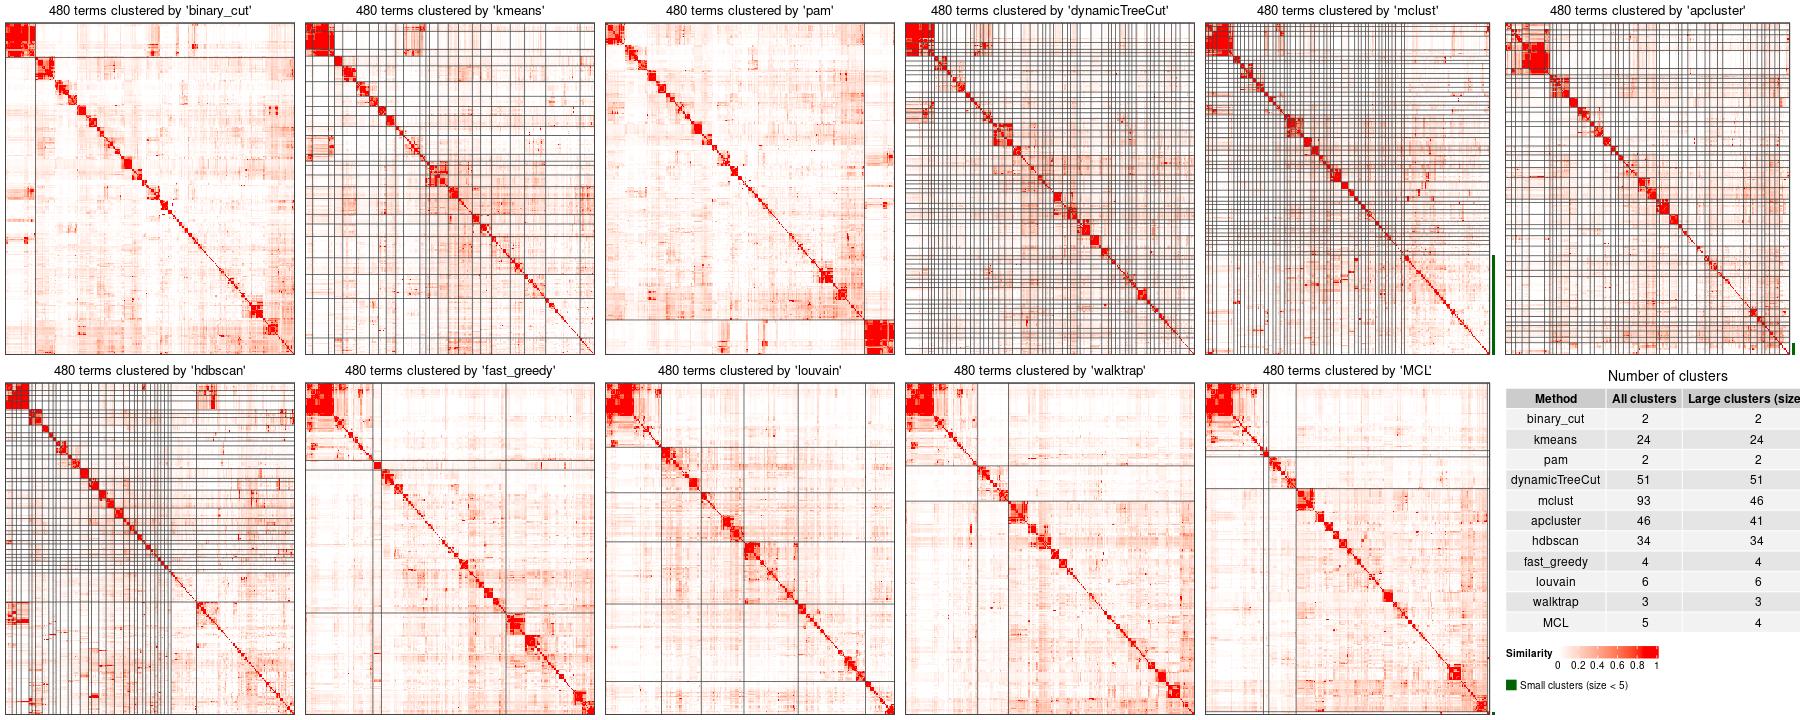 480 terms clustered by 'binary_cut'
480 terms clustered by 'kmeans'
480 terms clustered by 'pam'
480 terms clustered by 'dynamicTreeCut'
480 terms clustered by 'mclust'
480 terms clustered by 'apcluster'
480 terms clustered by 'hdbscan'
480 terms clustered by 'fast_greedy'
480 terms clustered by 'louvain'
480 terms clustered by 'walktrap'
480 terms clustered by 'MCL'
Number of clusters
Method All clusters Large clusters (size
binary_cut 2 2
kmeans 24 24
pam 2 2
dynamicTreeCut 51 51
mclust 93 46
apcluster 46 41
hdbscan 34 34
fast_greedy 4 4
louvain 6 6
walktrap 3 3
MCL 5 4
Similarity
0 0.2 0.4 0.6 0.8 1
Small clusters (size < 5)